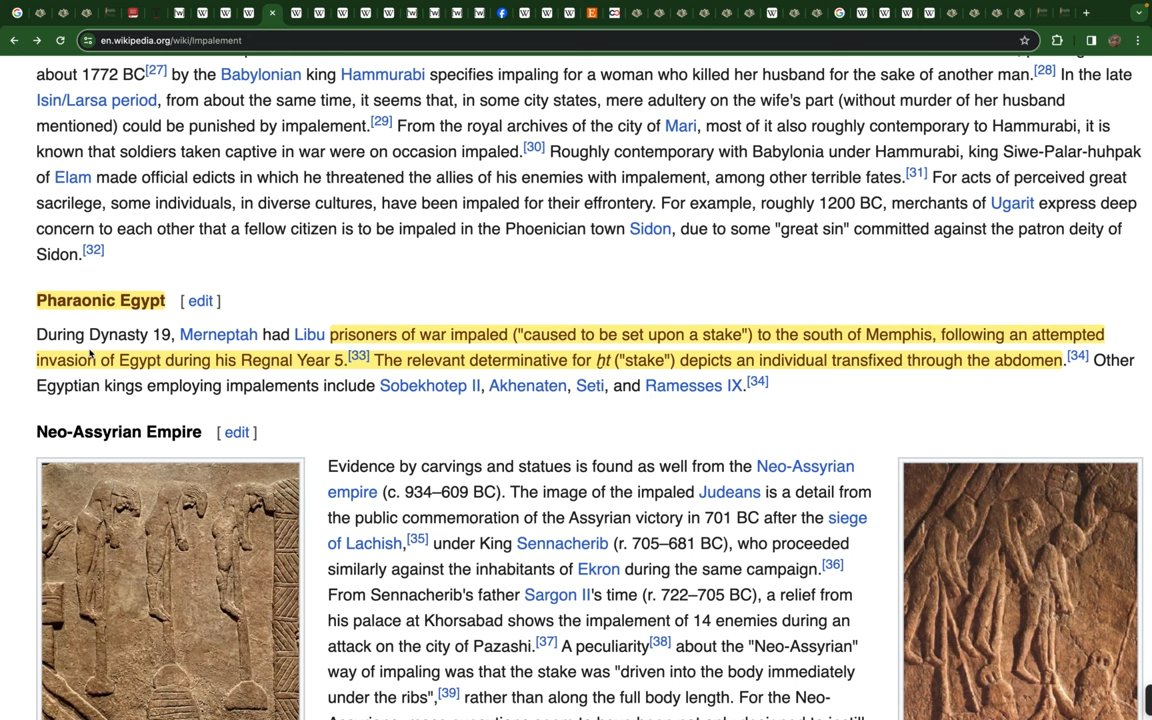 en.wikipedia.org/wiki/Impalement
about 1772 BC[27] by the Babylonian king Hammurabi specifies impaling for a woman who killed her husband for the sake of another man.[28] In the late
Isin/Larsa period, from about the same time, it seems that, in some city states, mere adultery on the wife's part (without murder of her husband
mentioned) could be punished by impalement.[29] From the royal archives of the city of Mari, most of it also roughly contemporary to Hammurabi, it is
known that soldiers taken captive in war were on occasion impaled.[30] Roughly contemporary with Babylonia under Hammurabi, king Siwe-Palar-huhpak
of Elam made official edicts in which he threatened the allies of his enemies with impalement, among other terrible fates.[31] For acts of perceived great
sacrilege, some individuals, in diverse cultures, have been impaled for their effrontery. For example, roughly 1200 BC, merchants of Ugarit express deep
concern to each other that a fellow citizen is to be impaled in the Phoenician town Sidon, due to some "great sin" committed against the patron deity of
Sidon.[32]
Pharaonic Egypt [ edit ]
During Dynasty 19, Merneptah had Libu prisoners of war impaled ("caused to be set upon a stake") to the south of Memphis, following an attempted
invasion of Egypt during his Regnal Year 5.[33] The relevant determinative for ḫt ("stake") depicts an individual transfixed through the abdomen.[34] Other
Egyptian kings employing impalements include Sobekhotep II, Akhenaten, Seti, and Ramesses IX.[34]
Neo-Assyrian Empire [ edit ]
Evidence by carvings and statues is found as well from the Neo-Assyrian
empire (c. 934–609 BC). The image of the impaled Judeans is a detail from
the public commemoration of the Assyrian victory in 701 BC after the siege
of Lachish,[35] under King Sennacherib (r. 705–681 BC), who proceeded
similarly against the inhabitants of Ekron during the same campaign.[36]
From Sennacherib's father Sargon II's time (r. 722–705 BC), a relief from
his palace at Khorsabad shows the impalement of 14 enemies during an
attack on the city of Pazashi.[37] A peculiarity[38] about the "Neo-Assyrian"
way of impaling was that the stake was "driven into the body immediately
under the ribs",[39] rather than along the full body length. For the Neo-